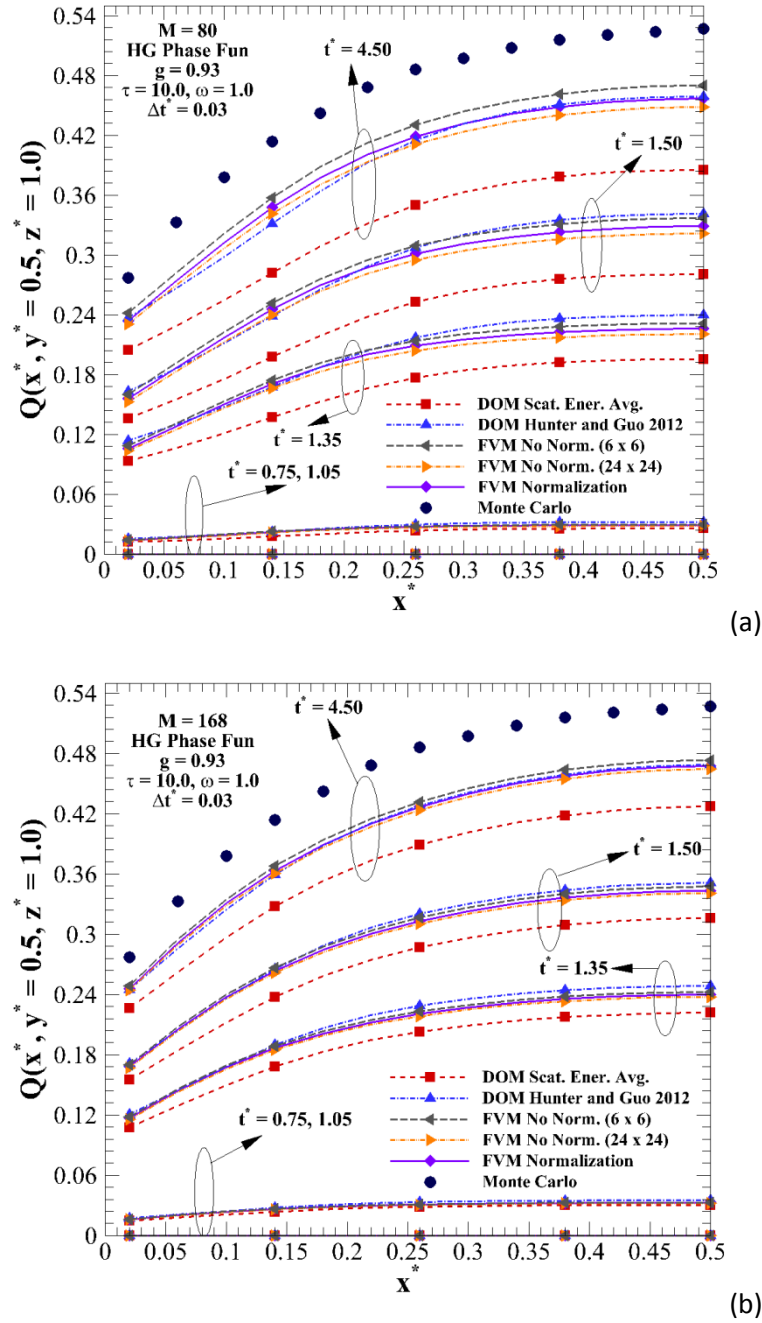 0.54
0.48
0.42
0.36
0.3
0.24
0.18
0.12
0.06
0
Q(x*, y* = 0.5, z* = 1.0)
M = 80
HG Phase Fun
g = 0.93
τ = 10.0, ω = 1.0
Δt* = 0.03
t* = 4.50
t* = 1.50
t* = 1.35
t* = 0.75, 1.05
DOM Scat. Ener. Avg.
DOM Hunter and Guo 2012
FVM No Norm. (6 x 6)
FVM No Norm. (24 x 24)
FVM Normalization
Monte Carlo
0 0.05 0.1 0.15 0.2 0.25 0.3 0.35 0.4 0.45 0.5
x*
(a)
0.54
0.48
0.42
0.36
0.3
0.24
0.18
0.12
0.06
0
Q(x*, y* = 0.5, z* = 1.0)
M = 168
HG Phase Fun
g = 0.93
τ = 10.0, ω = 1.0
Δt* = 0.03
t* = 4.50
t* = 1.50
t* = 1.35
t* = 0.75, 1.05
DOM Scat. Ener. Avg.
DOM Hunter and Guo 2012
FVM No Norm. (6 x 6)
FVM No Norm. (24 x 24)
FVM Normalization
Monte Carlo
0 0.05 0.1 0.15 0.2 0.25 0.3 0.35 0.4 0.45 0.5
x*
(b)